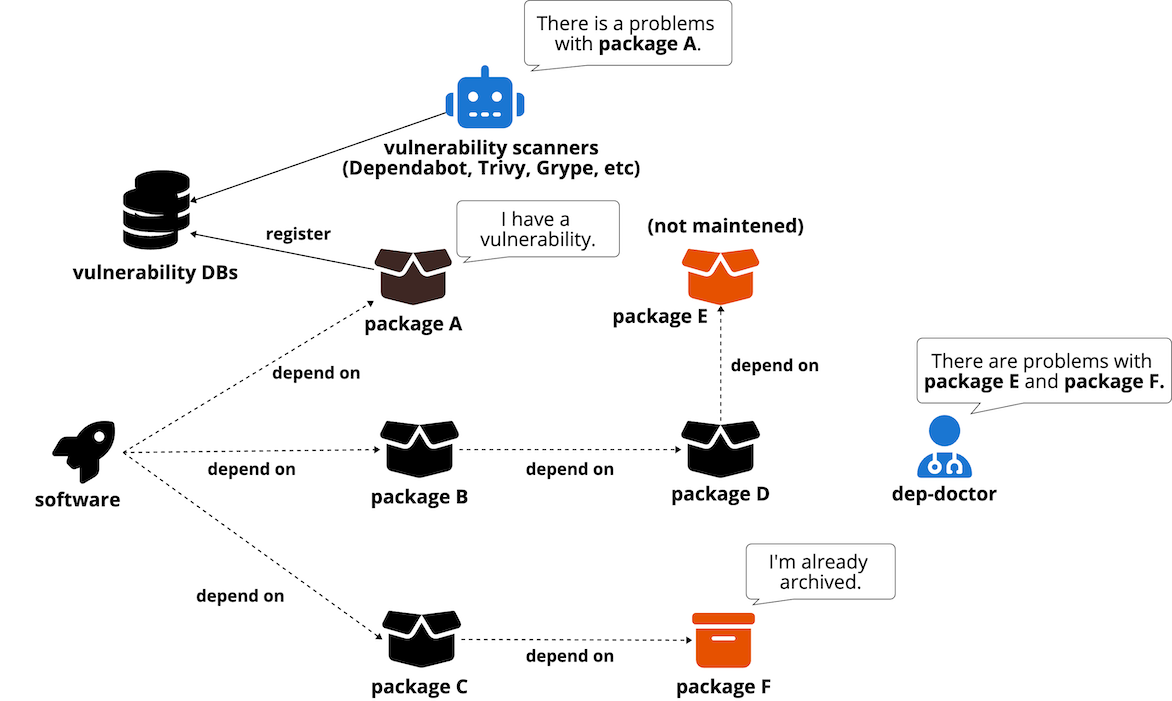 There is a problems
with package A.
vulnerability scanners
(Dependabot, Trivy, Grype, etc)
I have a
vulnerability.
(not maintened)
register
vulnerability DBs
package A
package E
depend on
depend on
There are problems with
package E and package F.
software
depend on
package B
depend on
package D
dep-doctor
I'm already
archived.
depend on
depend on
package C
package F